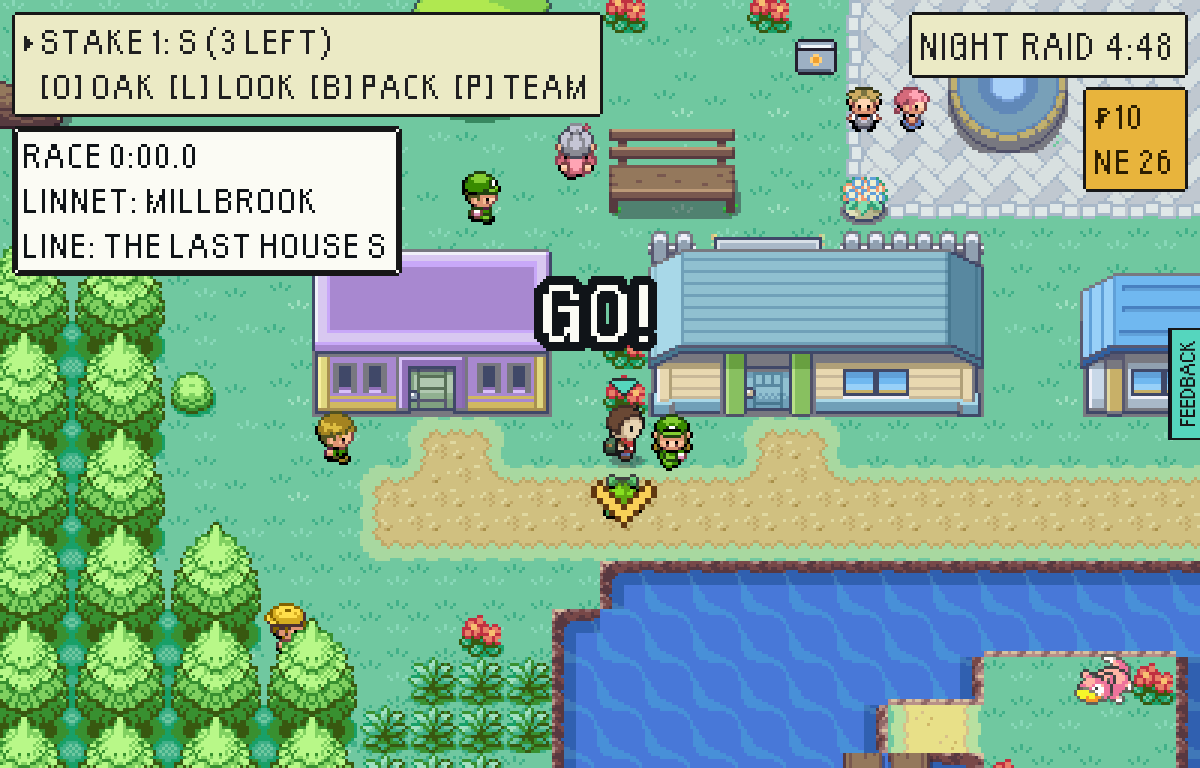 ▸STAKE 1: S (3 LEFT)
[O] OAK [L] LOOK [B] PACK [P] TEAM
NIGHT RAID 4:48
₽10
NE 26
RACE 0:00.0
LINNET: MILLBROOK
LINE: THE LAST HOUSE S
GO!
FEEDBACK